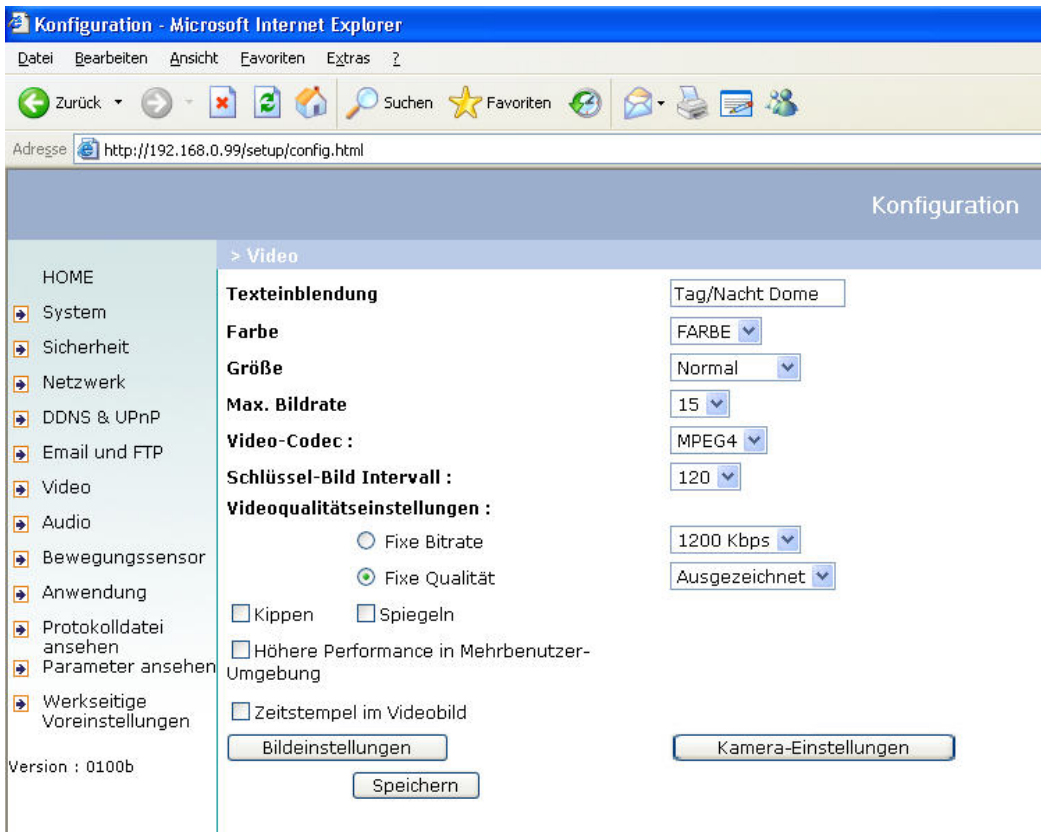 Konfiguration - Microsoft Internet Explorer
Datei Bearbeiten Ansicht Favoriten Extras ?
Zurück Suchen Favoriten
Adresse http://192.168.0.99/setup/config.html
Konfiguration
> Video
HOME
System
Sicherheit
Netzwerk
DDNS & UPnP
Email und FTP
Video
Audio
Bewegungssensor
Anwendung
Protokolldatei
ansehen
Parameter ansehen
Werkseitige
Voreinstellungen
Version : 0100b
Texteinblendung Tag/Nacht Dome
Farbe FARBE
Größe Normal
Max. Bildrate 15
Video-Codec : MPEG4
Schlüssel-Bild Intervall : 120
Videoqualitätseinstellungen :
Fixe Bitrate 1200 Kbps
Fixe Qualität Ausgezeichnet
Kippen Spiegeln
Höhere Performance in Mehrbenutzer-
Umgebung
Zeitstempel im Videobild
Bildeinstellungen Kamera-Einstellungen
Speichern